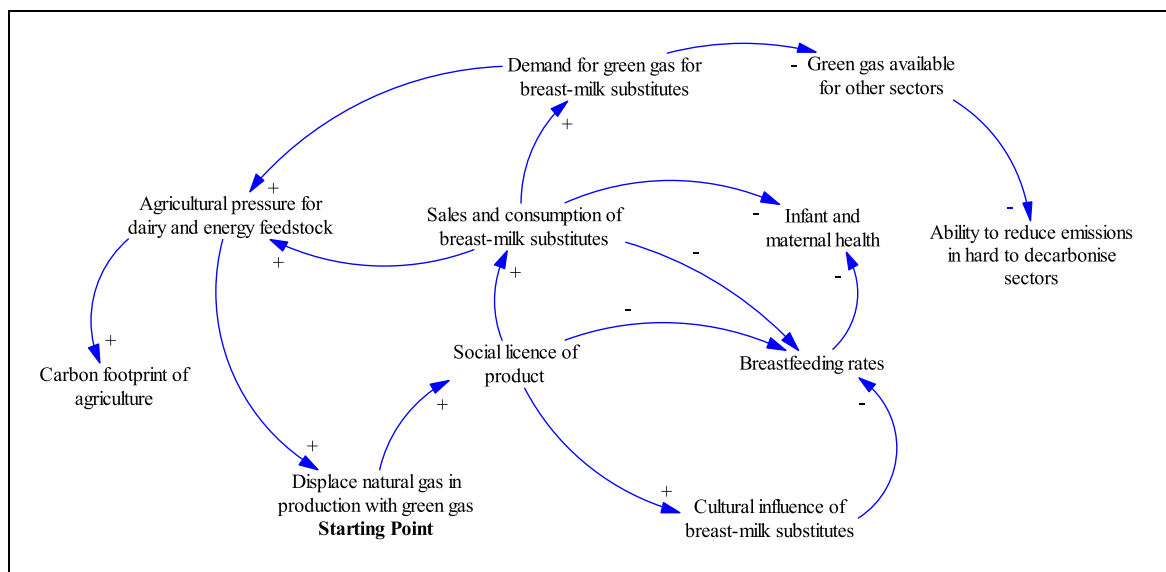 Demand for green gas for
breast-milk substitutes
-
Green gas available
for other sectors
+
+
Agricultural pressure for
dairy and energy feedstock
+
Sales and consumption of
breast-milk substitutes
+
-
Infant and
maternal health
-
-
-
Ability to reduce emissions
in hard to decarbonise
sectors
+
Carbon footprint of
agriculture
Social licence of
product
-
Breastfeeding rates
+
-
+
Displace natural gas in
production with green gas
Starting Point
+
Cultural influence of
breast-milk substitutes